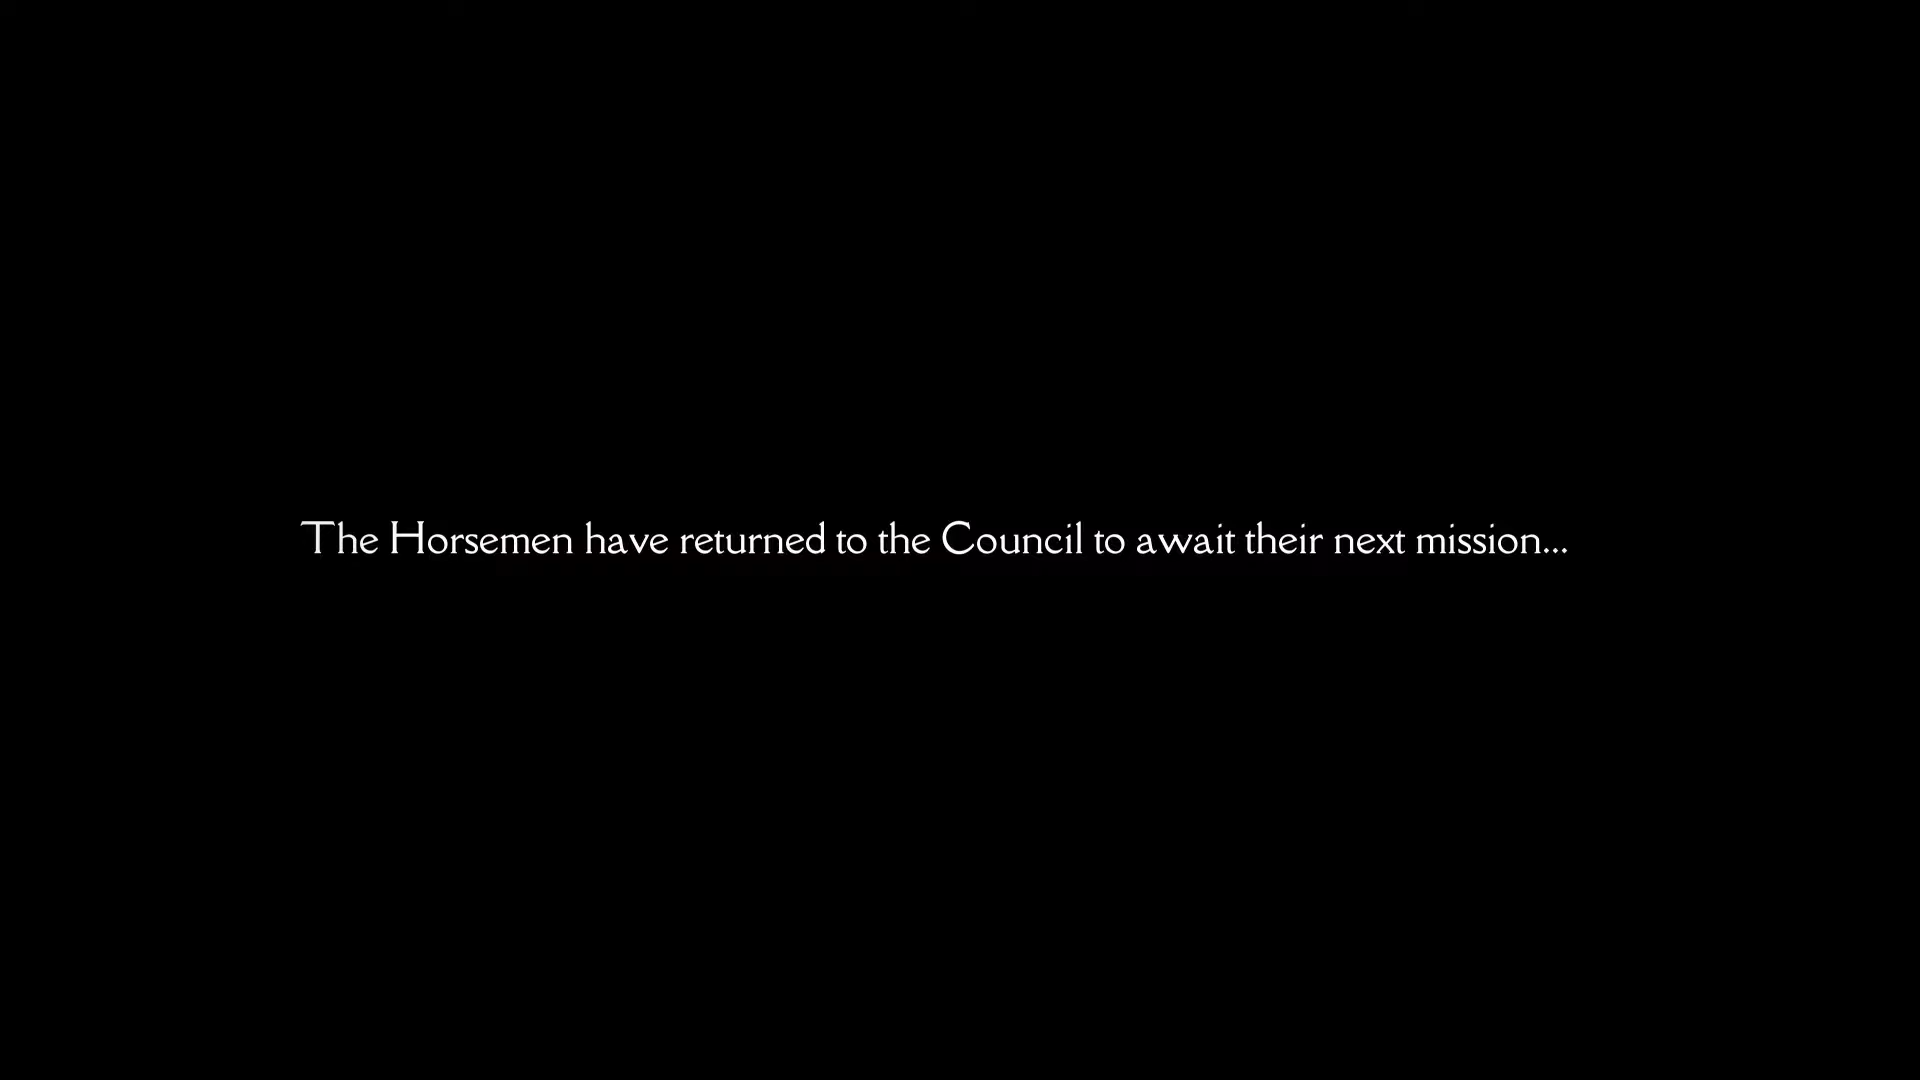 The Horsemen have returned to the Council to await their next mission...